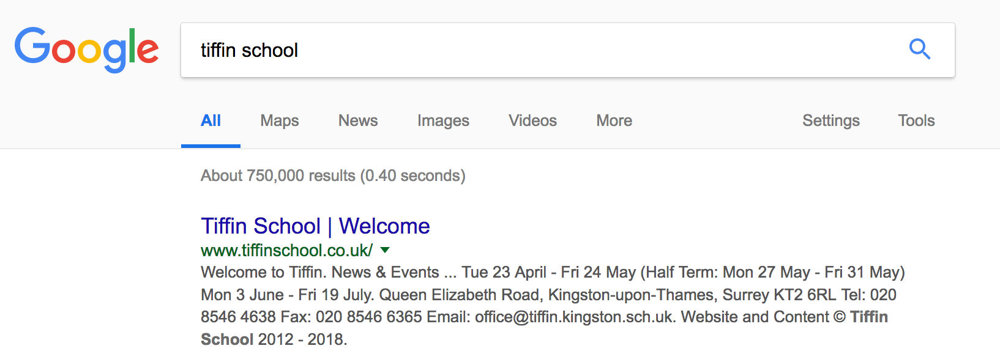 Google
tiffin school
All Maps News Images Videos More Settings Tools
About 750,000 results (0.40 seconds)
Tiffin School | Welcome
www.tiffinschool.co.uk/
Welcome to Tiffin. News & Events ... Tue 23 April - Fri 24 May (Half Term: Mon 27 May - Fri 31 May)
Mon 3 June - Fri 19 July. Queen Elizabeth Road, Kingston-upon-Thames, Surrey KT2 6RL Tel: 020
8546 4638 Fax: 020 8546 6365 Email: office@tiffin.kingston.sch.uk. Website and Content © Tiffin
School 2012 - 2018.